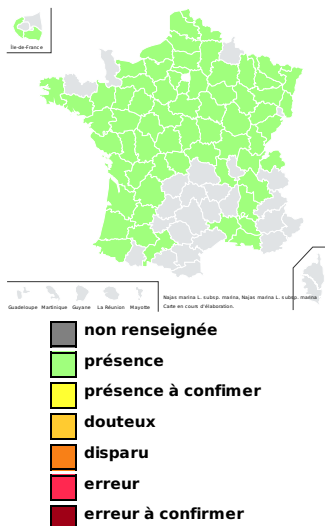 Île-de-France
Guadeloupe Martinique Guyane La Réunion Mayotte
Najas marina L. subsp. marina, Najas marina L. subsp. marina
Carte en cours d'élaboration.
non renseignée
présence
présence à confimer
douteux
disparu
erreur
erreur à confirmer